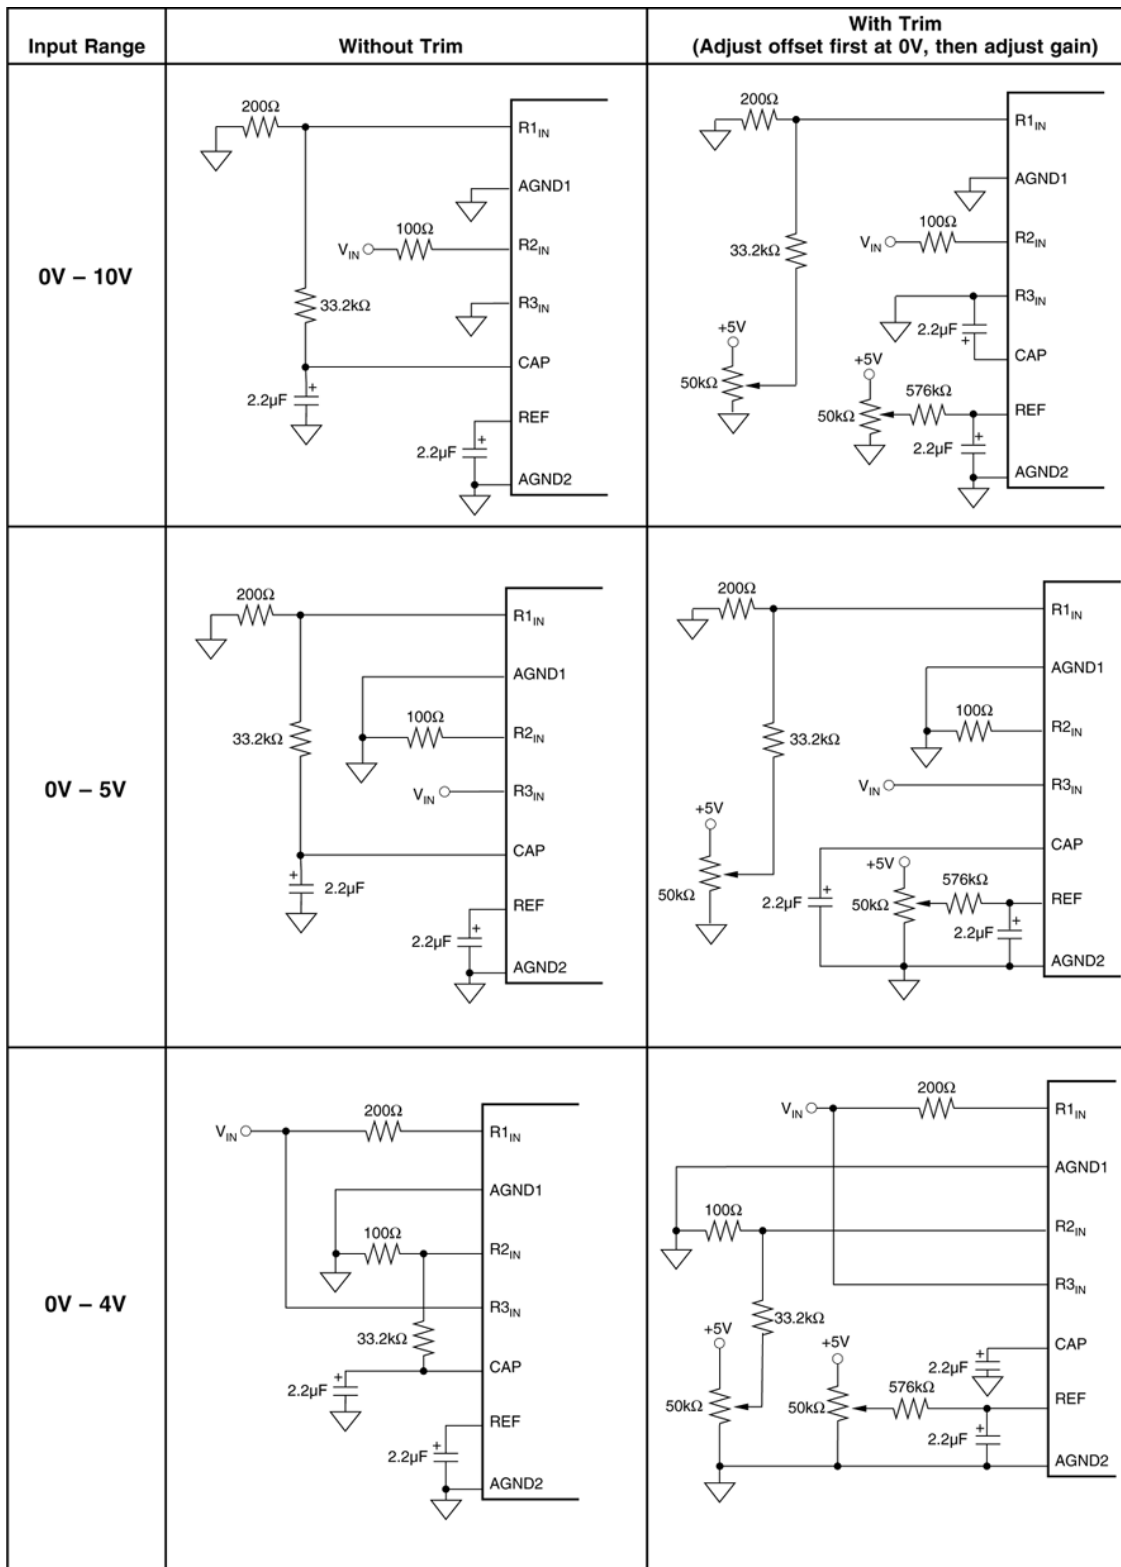 Input Range
Without Trim
With Trim
(Adjust offset first at 0V, then adjust gain)
0V – 10V
200Ω
R1IN
AGND1
100Ω
VIN
R2IN
33.2kΩ
R3IN
CAP
2.2µF
+
REF
+
2.2µF
AGND2
200Ω
R1IN
AGND1
100Ω
VIN
R2IN
33.2kΩ
R3IN
2.2µF
+
CAP
+5V
50kΩ
+5V
50kΩ
576kΩ
REF
+
2.2µF
AGND2
0V – 5V
200Ω
R1IN
AGND1
100Ω
R2IN
33.2kΩ
VIN
R3IN
CAP
+
2.2µF
REF
+
2.2µF
AGND2
200Ω
R1IN
AGND1
100Ω
R2IN
33.2kΩ
VIN
R3IN
+5V
50kΩ
CAP
+
2.2µF
+5V
50kΩ
576kΩ
REF
+
2.2µF
AGND2
0V – 4V
200Ω
VIN
R1IN
AGND1
100Ω
R2IN
R3IN
33.2kΩ
CAP
+
2.2µF
REF
+
2.2µF
AGND2
200Ω
VIN
R1IN
AGND1
100Ω
R2IN
R3IN
33.2kΩ
+5V
50kΩ
+5V
50kΩ
CAP
+
2.2µF
576kΩ
REF
+
2.2µF
AGND2